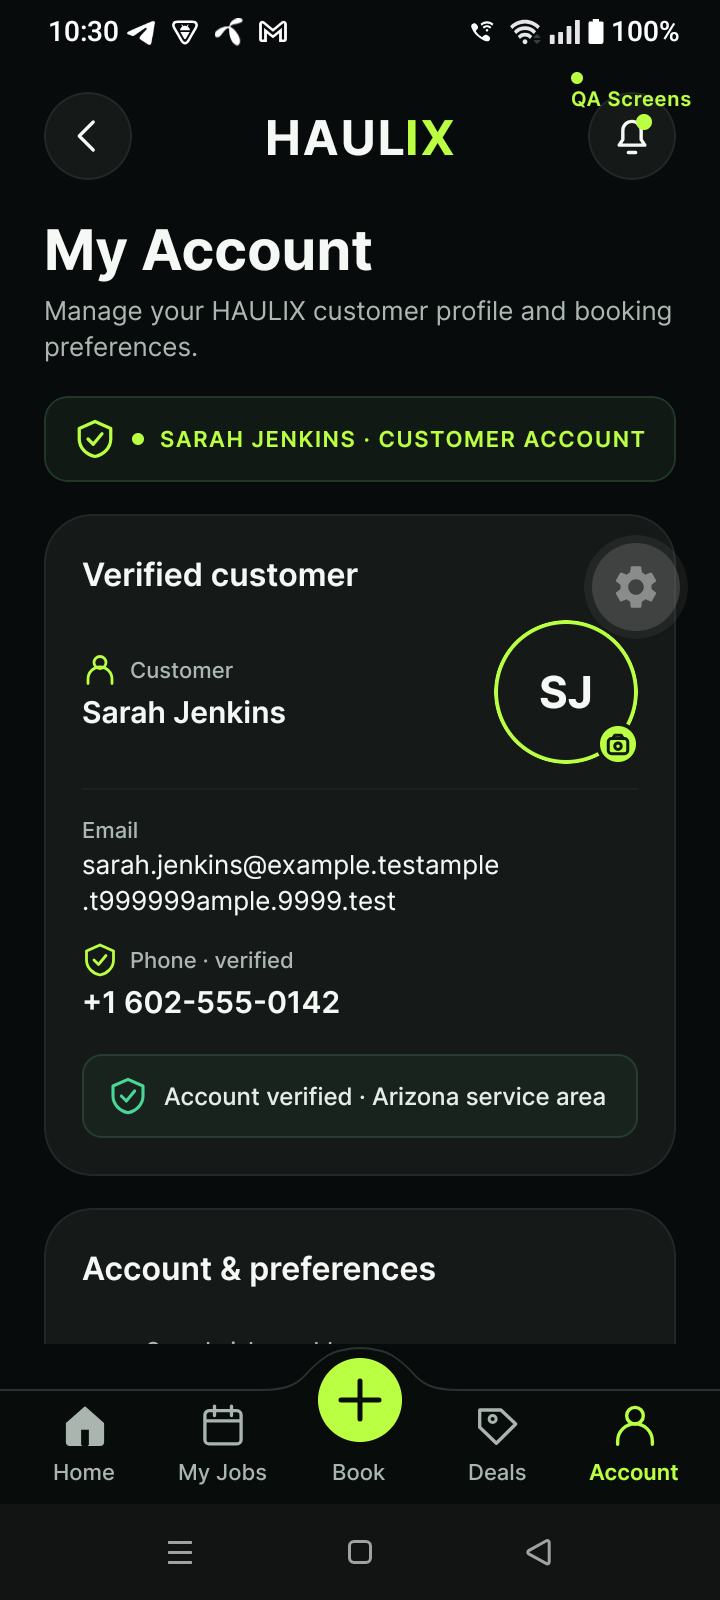 10:30
100%
QA Screens
HAULIX
My Account
Manage your HAULIX customer profile and booking
preferences.
SARAH JENKINS · CUSTOMER ACCOUNT
Verified customer
Customer
Sarah Jenkins
SJ
Email
sarah.jenkins@example.testample
.t999999ample.9999.test
Phone · verified
+1 602-555-0142
Account verified · Arizona service area
Account & preferences
Home
My Jobs
Book
Deals
Account